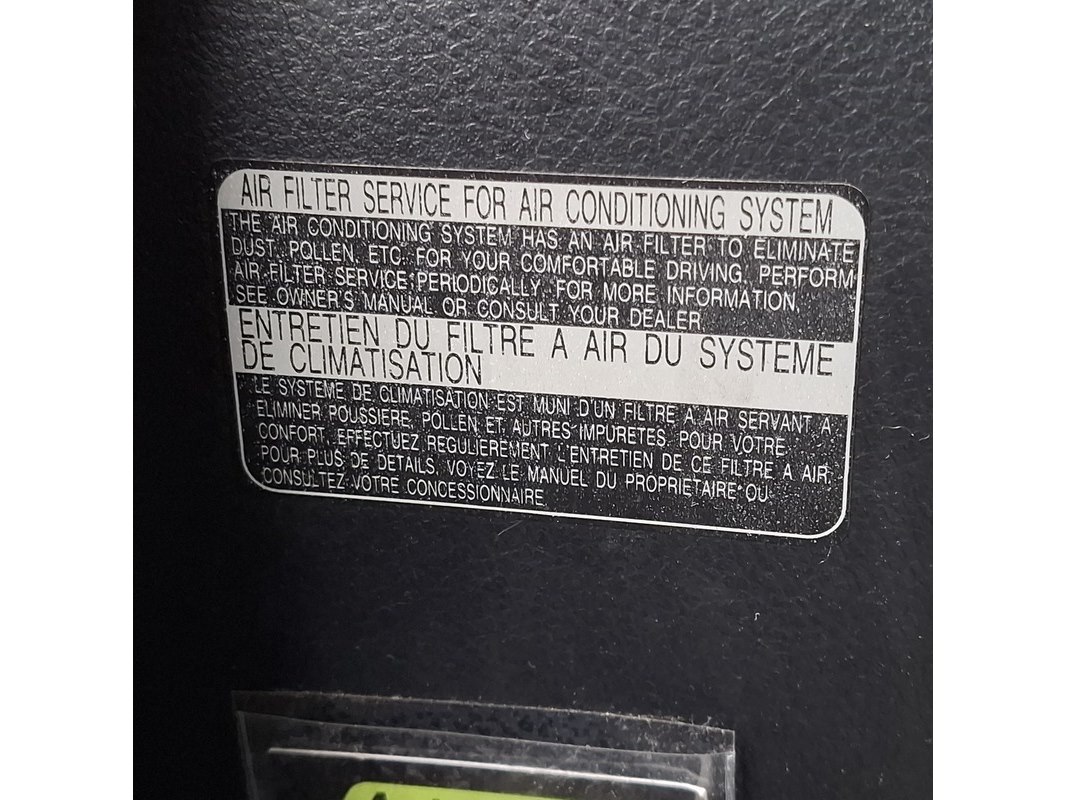 AIR FILTER SERVICE FOR AIR CONDITIONING SYSTEM
THE AIR CONDITIONING SYSTEM HAS AN AIR FILTER TO ELIMINATE
DUST, POLLEN, ETC. FOR YOUR COMFORTABLE DRIVING, PERFORM
AIR FILTER SERVICE PERIODICALLY. FOR MORE INFORMATION,
SEE OWNER'S MANUAL OR CONSULT YOUR DEALER.
ENTRETIEN DU FILTRE A AIR DU SYSTEME
DE CLIMATISATION
LE SYSTEME DE CLIMATISATION EST MUNI D'UN FILTRE A AIR SERVANT A
ELIMINER POUSSIERE, POLLEN ET AUTRES IMPURETES. POUR VOTRE
CONFORT, EFFECTUEZ REGULIEREMENT L'ENTRETIEN DE CE FILTRE A AIR.
POUR PLUS DE DETAILS, VOYEZ LE MANUEL DU PROPRIETAIRE OU
CONSULTEZ VOTRE CONCESSIONNAIRE.